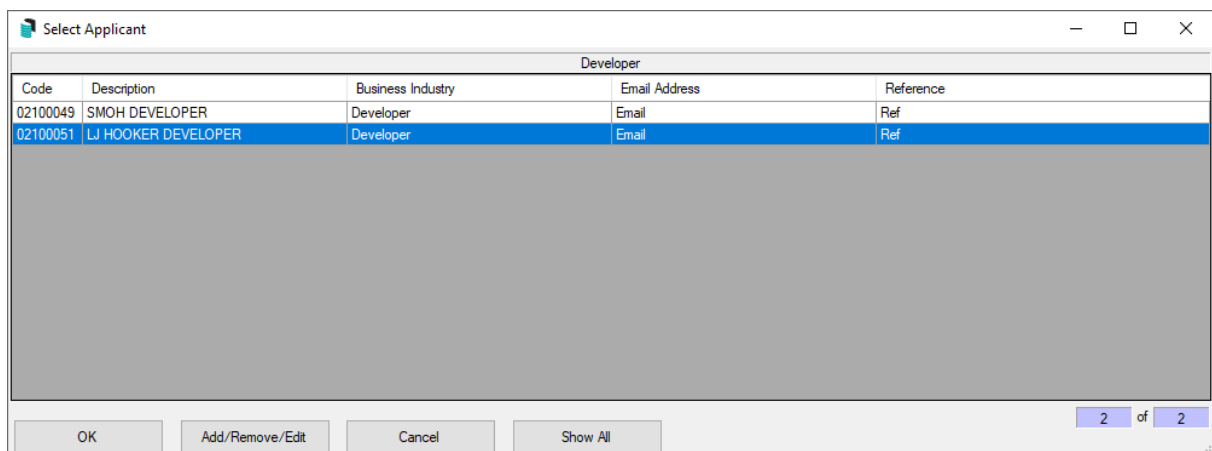 Select Applicant
Developer
Code Description Business Industry Email Address Reference
02100049 SMOH DEVELOPER Developer Email Ref
02100051 LJ HOOKER DEVELOPER Developer Email Ref
2 of 2
OK Add/Remove/Edit Cancel Show All